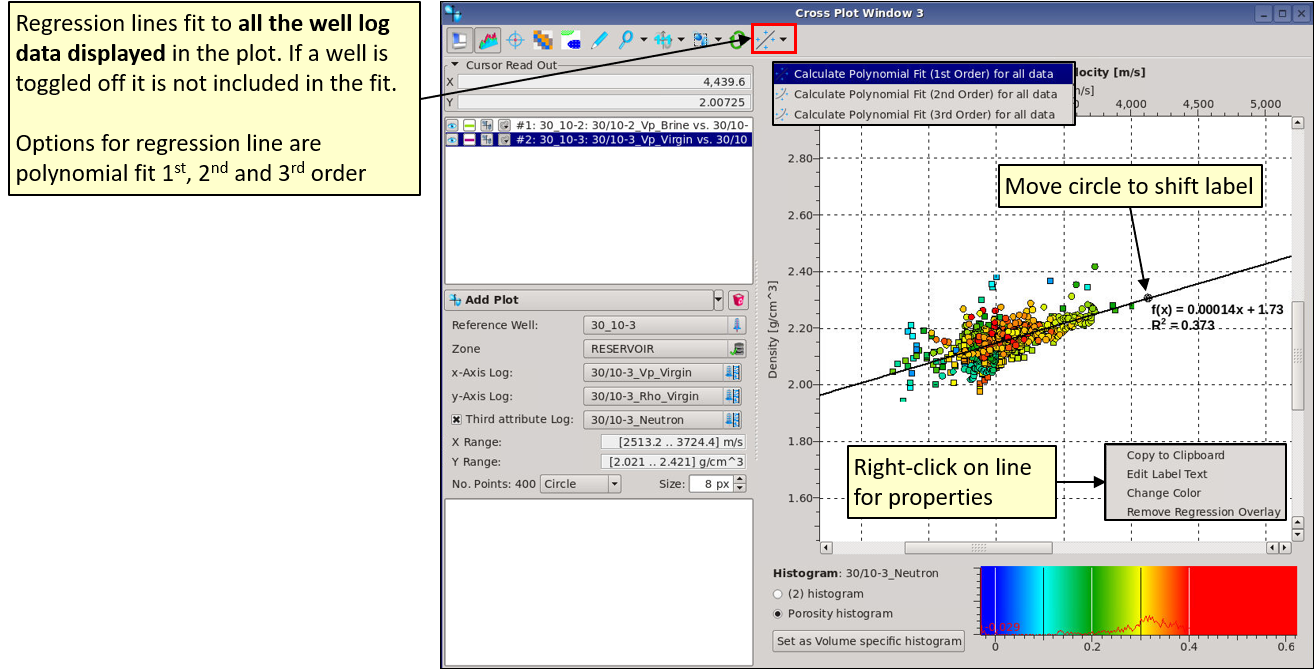 Regression lines fit to all the well log
data displayed in the plot. If a well is
toggled off it is not included in the fit.
Options for regression line are
polynomial fit 1st, 2nd and 3rd order
Cross Plot Window 3
Cursor Read Out
X 4,439.6
Y 2.00725
#1: 30_10-2: 30/10-2_Vp_Brine vs. 30/10-
#2: 30_10-3: 30/10-3_Vp_Virgin vs. 30/10
Add Plot
Reference Well: 30_10-3
Zone RESERVOIR
x-Axis Log: 30/10-3_Vp_Virgin
y-Axis Log: 30/10-3_Rho_Virgin
Third attribute Log: 30/10-3_Neutron
X Range: [2513.2 .. 3724.4] m/s
Y Range: [2.021 .. 2.421] g/cm^3
No. Points: 400 Circle Size: 8 px
Calculate Polynomial Fit (1st Order) for all data
Calculate Polynomial Fit (2nd Order) for all data
Calculate Polynomial Fit (3rd Order) for all data
locity [m/s]
/s]
4,000 4,500 5,000
Density [g/cm^3]
2.80
2.60
2.40
2.20
2.00
1.80
1.60
Move circle to shift label
f(x) = 0.00014x + 1.73
R2 = 0.373
Right-click on line
for properties
Copy to Clipboard
Edit Label Text
Change Color
Remove Regression Overlay
Histogram: 30/10-3_Neutron
(2) histogram
Porosity histogram
Set as Volume specific histogram
-0.029
0 0.2 0.4 0.6